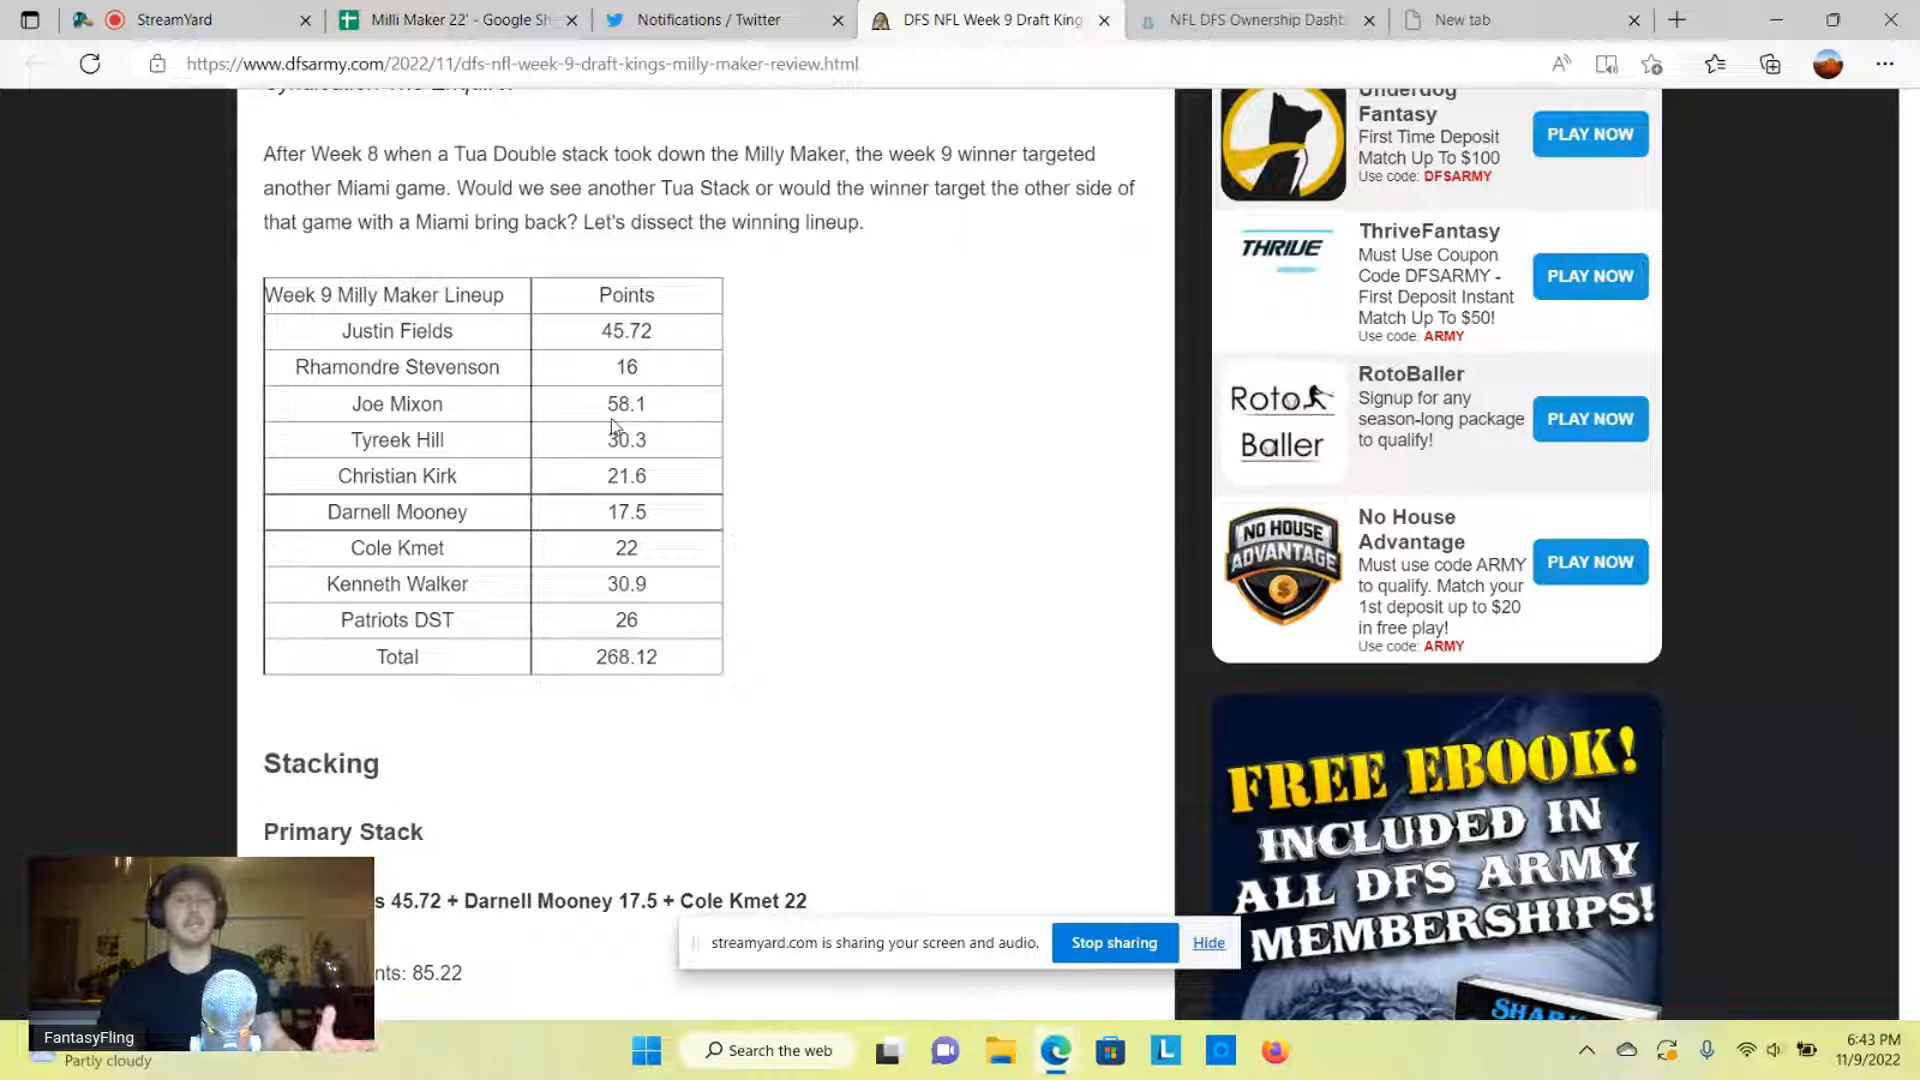 StreamYard
Milli Maker 22' - Google Sh
Notifications / Twitter
DFS NFL Week 9 Draft King
NFL DFS Ownership Dashb
New tab
https://www.dfsarmy.com/2022/11/dfs-nfl-week-9-draft-kings-milly-maker-review.html
After Week 8 when a Tua Double stack took down the Milly Maker, the week 9 winner targeted
another Miami game. Would we see another Tua Stack or would the winner target the other side of
that game with a Miami bring back? Let's dissect the winning lineup.
Week 9 Milly Maker Lineup Points
Justin Fields 45.72
Rhamondre Stevenson 16
Joe Mixon 58.1
Tyreek Hill 30.3
Christian Kirk 21.6
Darnell Mooney 17.5
Cole Kmet 22
Kenneth Walker 30.9
Patriots DST 26
Total 268.12
Stacking
Primary Stack
s 45.72 + Darnell Mooney 17.5 + Cole Kmet 22
nts: 85.22
Underdog
Fantasy
First Time Deposit
Match Up To $100
Use code: DFSARMY
PLAY NOW
THRIVE
ThriveFantasy
Must Use Coupon
Code DFSARMY -
First Deposit Instant
Match Up To $50!
Use code: ARMY
PLAY NOW
Roto
Baller
RotoBaller
Signup for any
season-long package
to qualify!
PLAY NOW
NO HOUSE
ADVANTAGE
No House
Advantage
Must use code ARMY
to qualify. Match your
1st deposit up to $20
in free play!
Use code: ARMY
PLAY NOW
FREE EBOOK!
INCLUDED IN
ALL DFS ARMY
MEMBERSHIPS!
streamyard.com is sharing your screen and audio.
Stop sharing
Hide
FantasyFling
Partly cloudy
Search the web
6:43 PM
11/9/2022